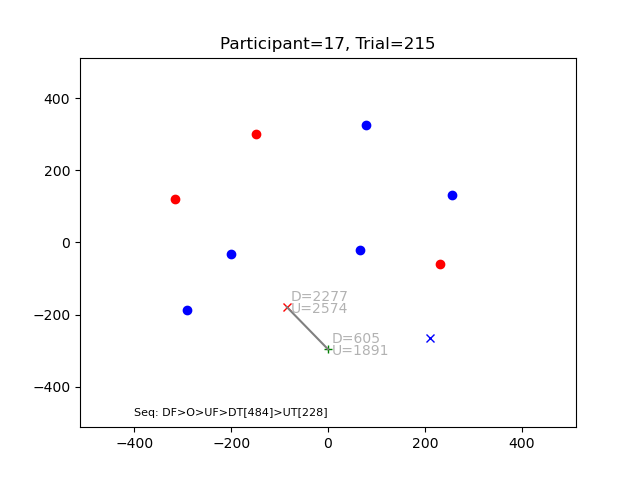 Participant=17, Trial=215
400
200
0
−200
−400
D=2277
U=2574
D=605
U=1891
Seq: DF>O>UF>DT[484]>UT[228]
−400 −200 0 200 400